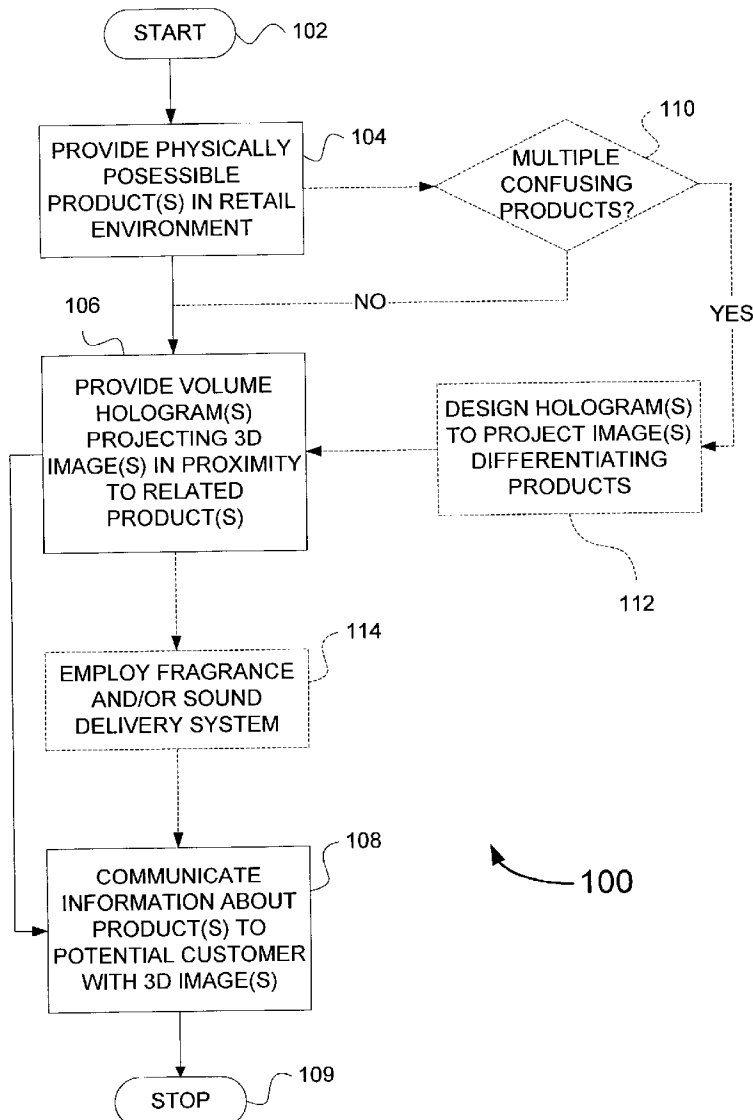 START
102
104
PROVIDE PHYSICALLY
POSESSIBLE
PRODUCT(S) IN RETAIL
ENVIRONMENT
110
MULTIPLE
CONFUSING
PRODUCTS?
NO
YES
106
PROVIDE VOLUME
HOLOGRAM(S)
PROJECTING 3D
IMAGE(S) IN PROXIMITY
TO RELATED
PRODUCT(S)
DESIGN HOLOGRAM(S)
TO PROJECT IMAGE(S)
DIFFERENTIATING
PRODUCTS
112
114
EMPLOY FRAGRANCE
AND/OR SOUND
DELIVERY SYSTEM
108
COMMUNICATE
INFORMATION ABOUT
PRODUCT(S) TO
POTENTIAL CUSTOMER
WITH 3D IMAGE(S)
100
STOP
109